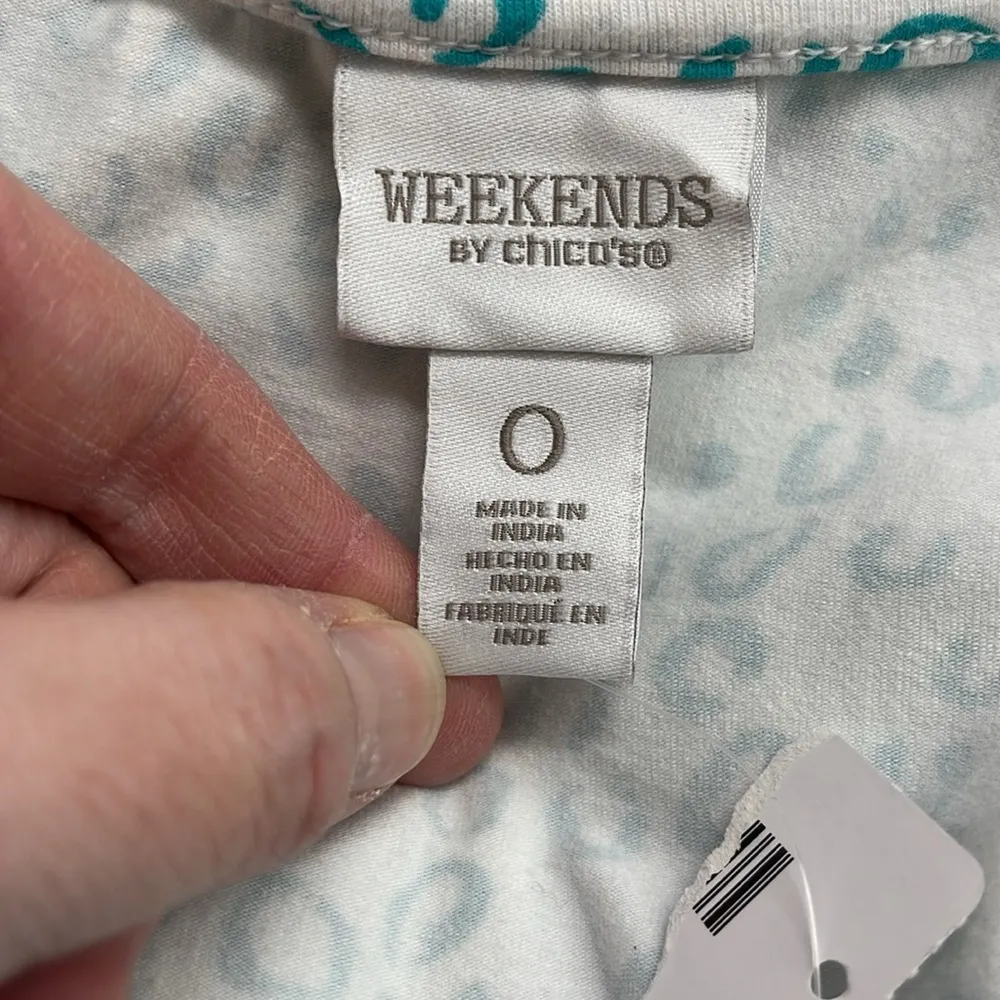 WEEKENDS
BY chico's®
0
MADE IN
INDIA
HECHO EN
INDIA
FABRIQUÉ EN
INDE